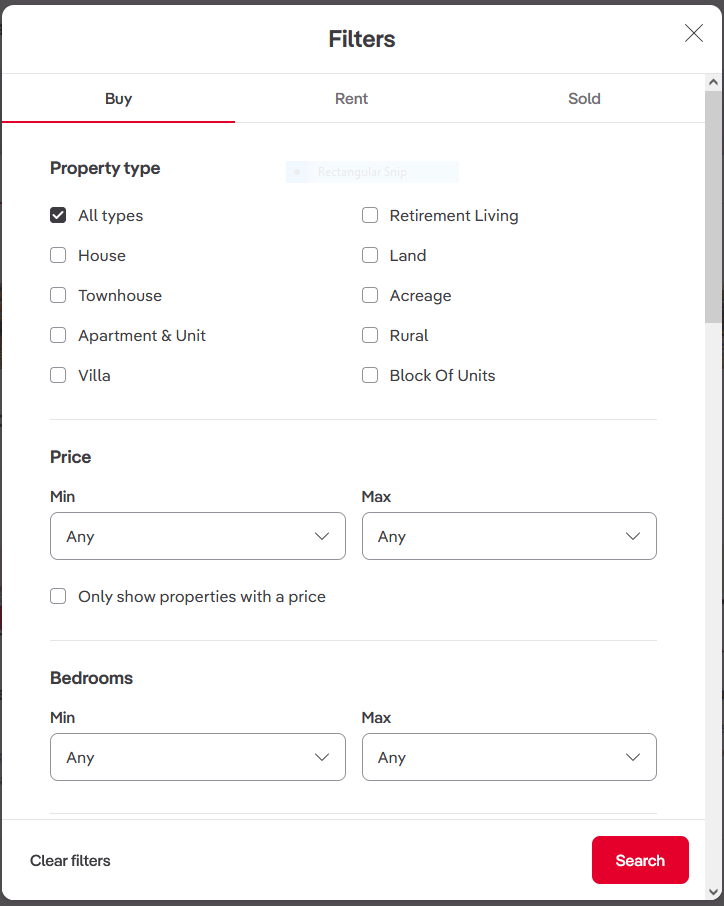 Filters
Buy Rent Sold
Property type
Rectangular Snip
All types Retirement Living
House Land
Townhouse Acreage
Apartment & Unit Rural
Villa Block Of Units
Price
Min Max
Any Any
Only show properties with a price
Bedrooms
Min Max
Any Any
Clear filters Search